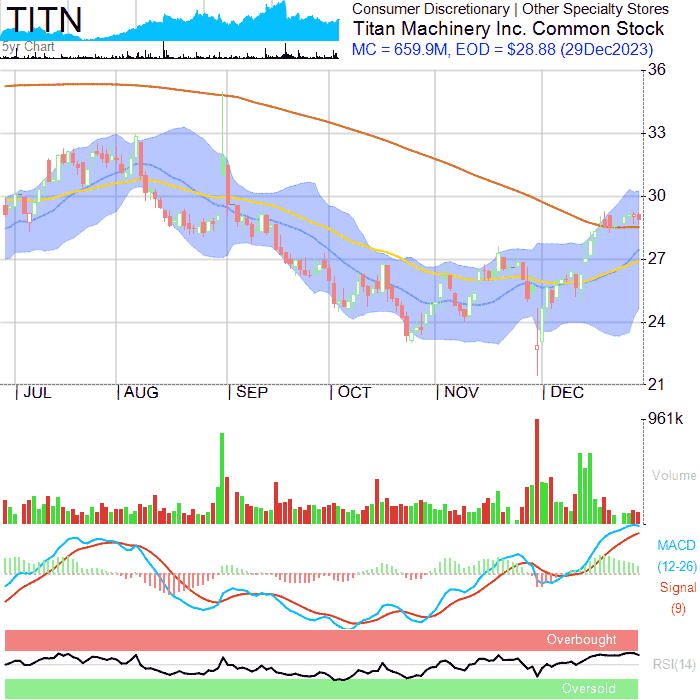 TITN
5yr Chart
Consumer Discretionary | Other Specialty Stores
Titan Machinery Inc. Common Stock
MC = 659.9M, EOD = $28.88 (29Dec2023)
36
33
30
27
24
21
JUL
AUG
SEP
OCT
NOV
DEC
961k
Volume
MACD
(12-26)
Signal
(9)
Overbought
RSI(14)
Oversold